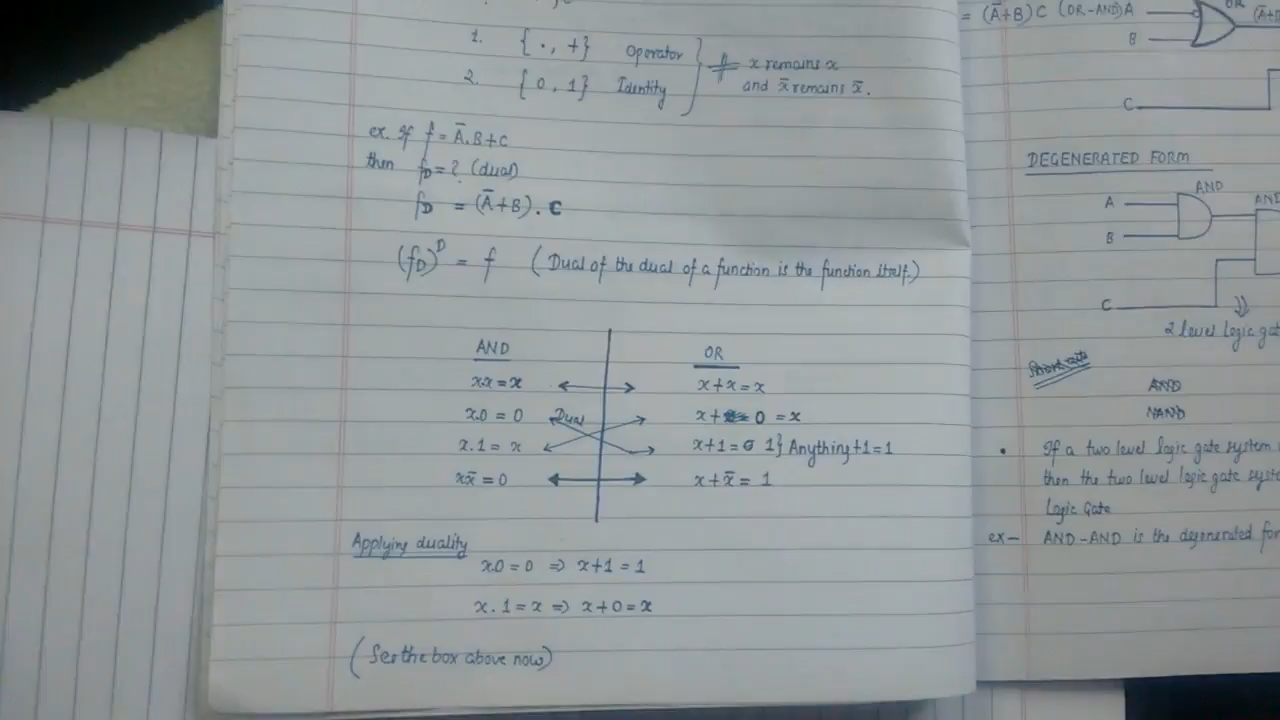 1. { ., + } Operator
2. { 0, 1 } Identity
x remains x
and x̄ remains x̄.
ex. If f = Ā.B+C
then fD = ? (dual)
fD = (Ā+B). C
(fD)ᴰ = f (Dual of the dual of a function is the function itself.)
AND OR
x.x = x x+x = x
x.0 = 0 Dual x+ 0 = x
x.1 = x x+1 = 1} Anything+1=1
xx̄ = 0 x+x̄ = 1
Applying duality
x.0 = 0 ⇒ x+1 = 1
x.1 = x ⇒ x+0 = x
(See the box above now)
= (Ā+B) C (OR-AND) A OR (Ā+B
B
C
DEGENERATED FORM
AND
A AND
B
C
2 level logic gat
AND
NAND
• If a two level logic gate system
then the two level logic gate syste
Logic Gate
ex- AND-AND is the degenerated for